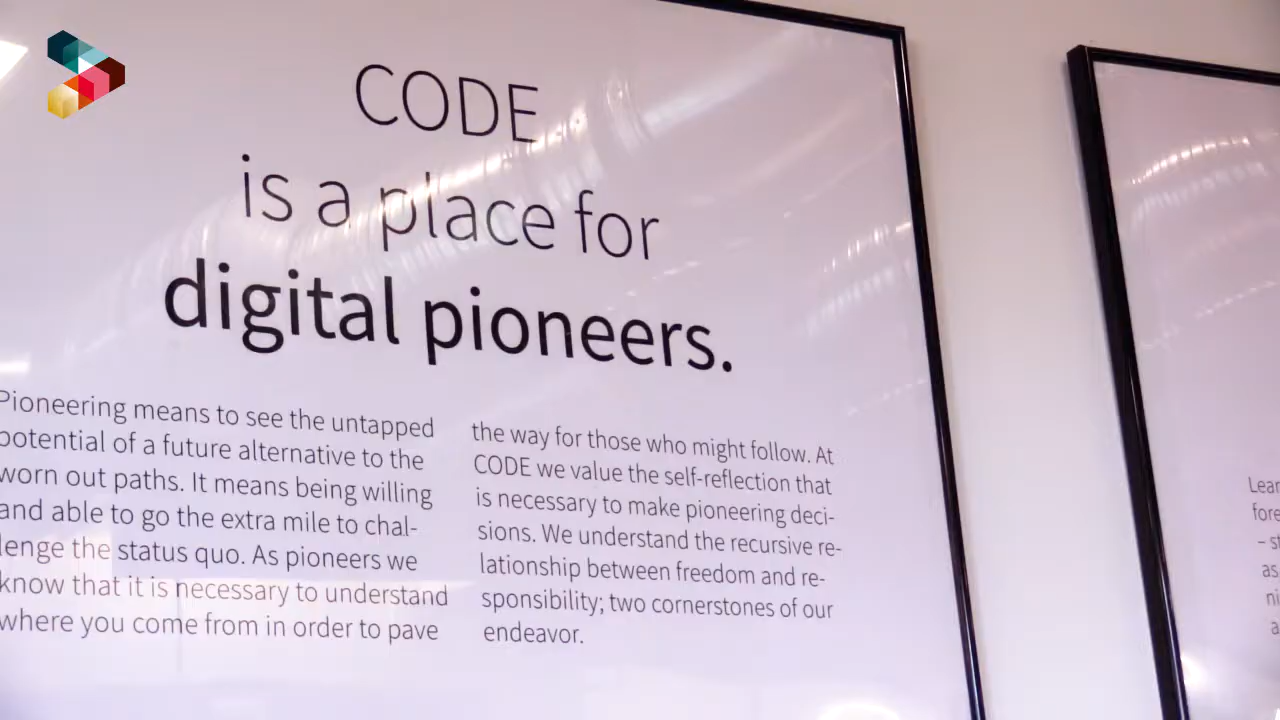 CODE
is a place for
digital pioneers.
Pioneering means to see the untapped
potential of a future alternative to the
worn out paths. It means being willing
and able to go the extra mile to chal-
lenge the status quo. As pioneers we
know that it is necessary to understand
where you come from in order to pave
the way for those who might follow. At
CODE we value the self-reflection that
is necessary to make pioneering deci-
sions. We understand the recursive re-
lationship between freedom and re-
sponsibility; two cornerstones of our
endeavor.
as